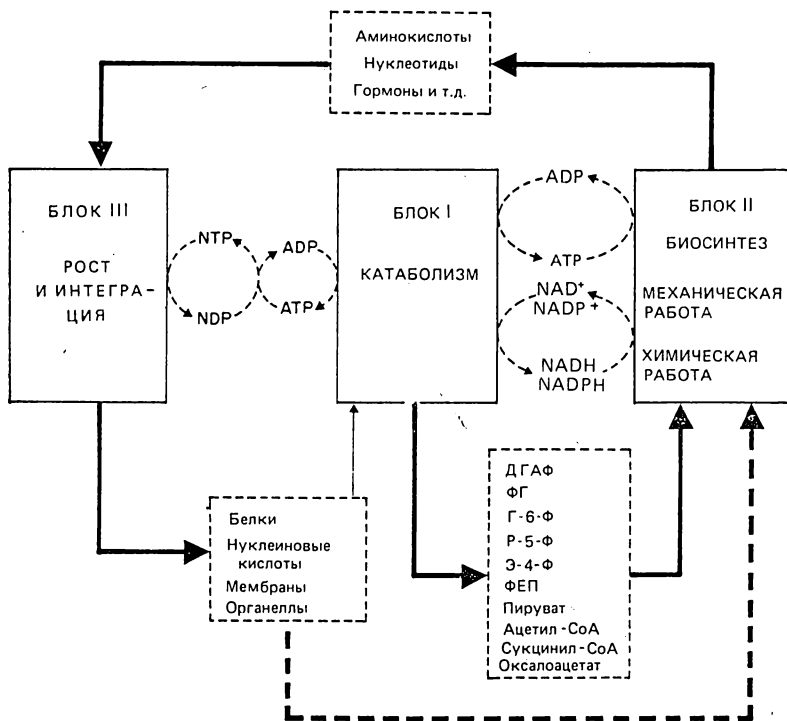 Аминокислоты
Нуклеотиды
Гормоны и т.д.
БЛОК III
РОСТ
И ИНТЕГРА-
ЦИЯ
NTP
NDP
ADP
ATP
БЛОК I
КАТАБОЛИЗМ
ADP
ATP
NAD+
NADP+
NADH
NADPH
БЛОК II
БИОСИНТЕЗ
МЕХАНИЧЕСКАЯ
РАБОТА
ХИМИЧЕСКАЯ
РАБОТА
Белки
Нуклеиновые
кислоты
Мембраны
Органеллы
ДГАФ
ФГ
Г-6-Ф
Р-5-Ф
Э-4-Ф
ФЕП
Пируват
Ацетил-СоА
Сукцинил-СоА
Оксалоацетат